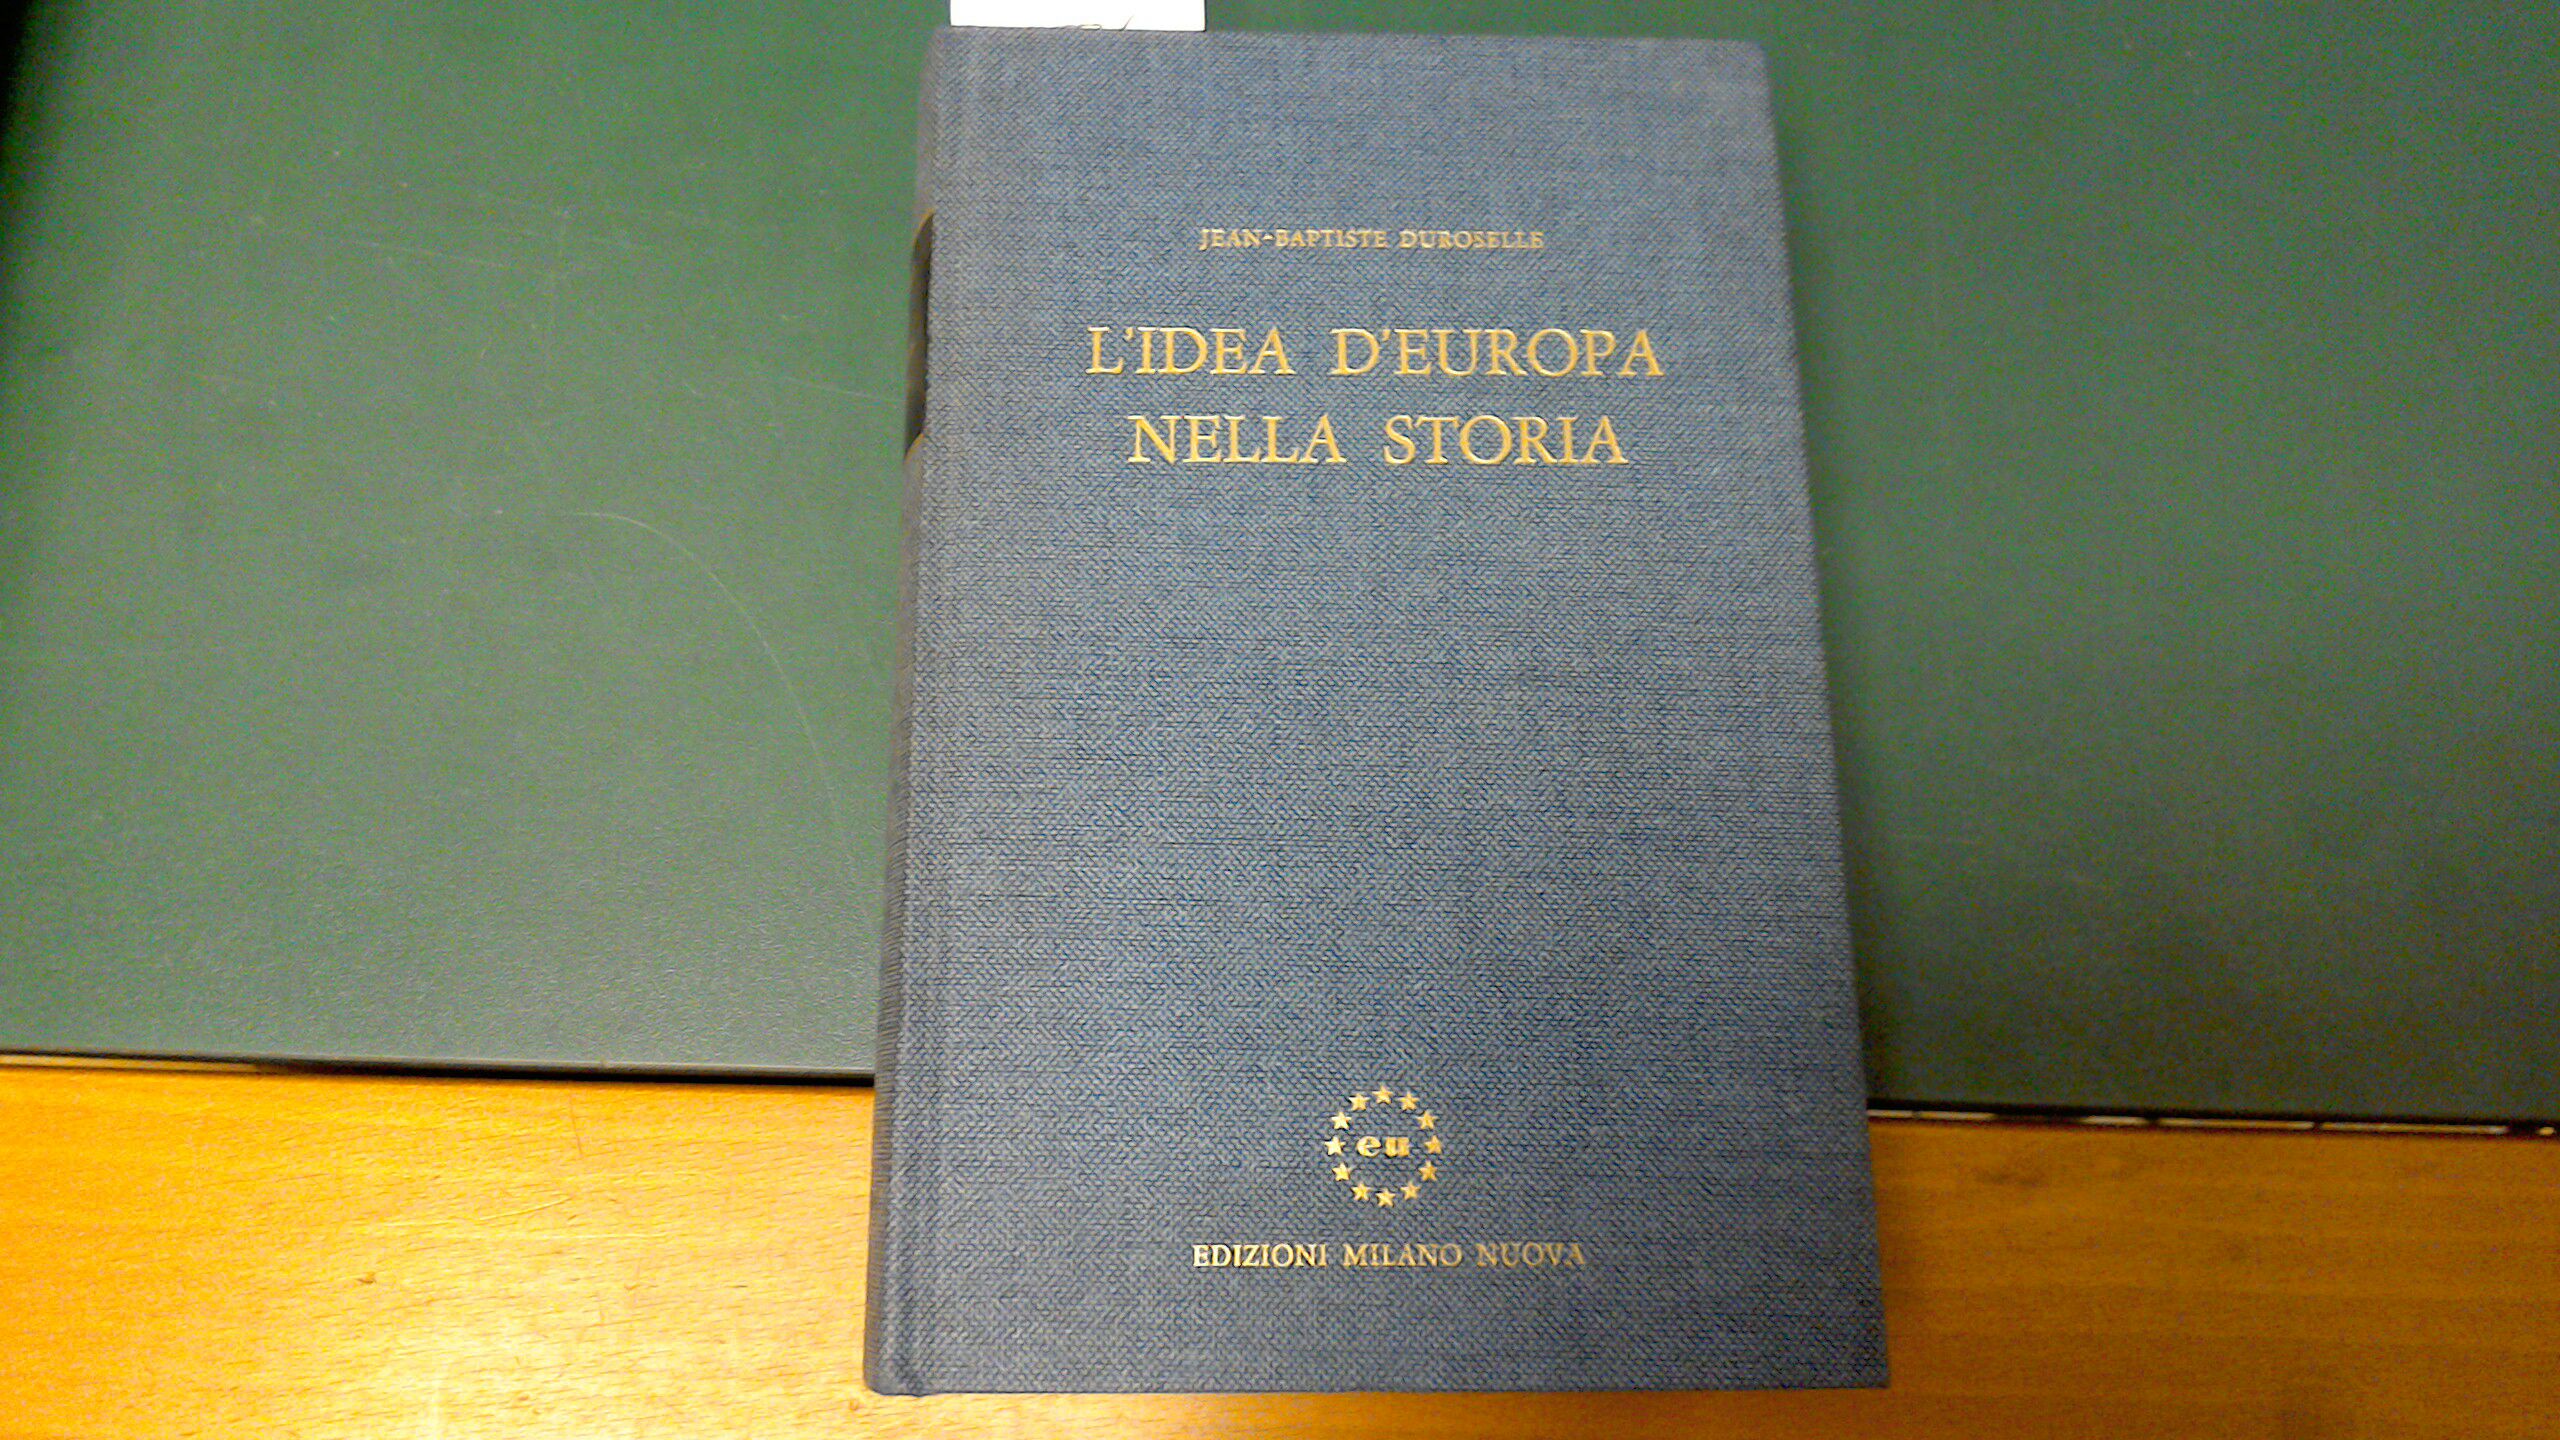 JEAN-BAPTISTE DUROSELLE
L'IDEA D'EUROPA
NELLA STORIA
eu
EDIZIONI MILANO NUOVA